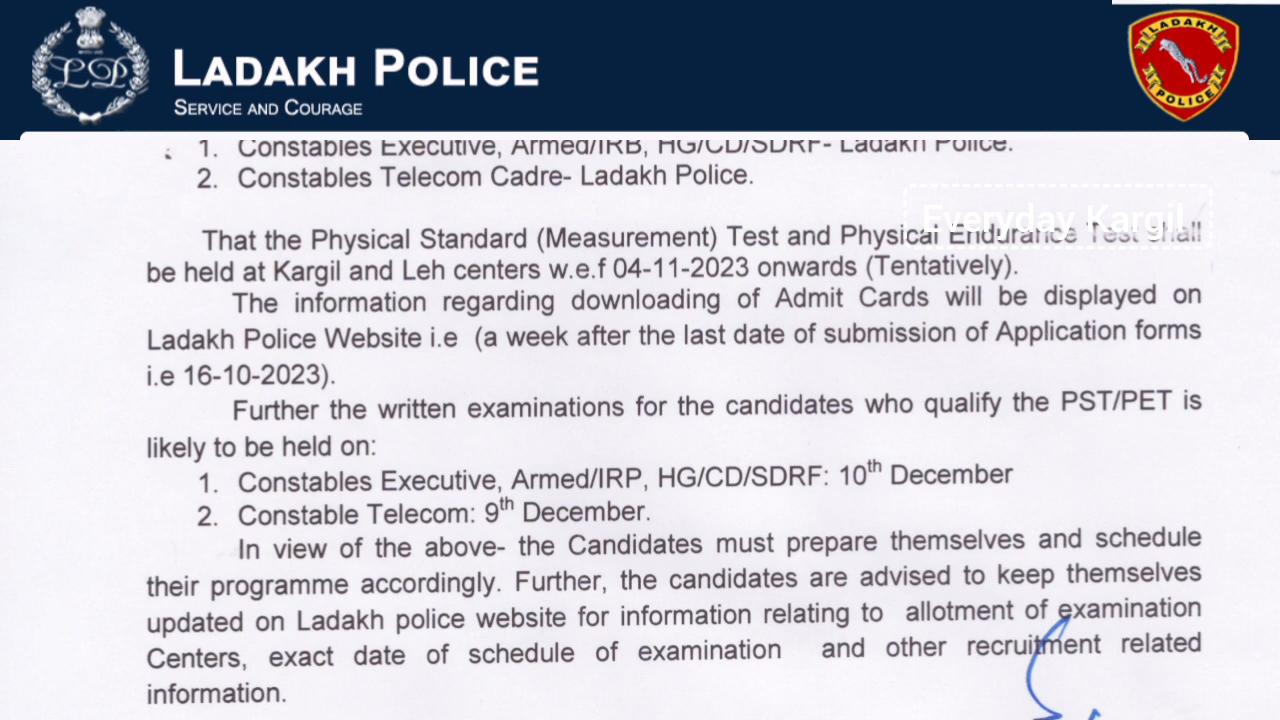 LADAKH POLICE
SERVICE AND COURAGE
LP
LADAKH
POLICE
1. Constables Executive, Armed/IRB, HG/CD/SDRF- Ladakh Police.
2. Constables Telecom Cadre- Ladakh Police.
Everyday Kargil
That the Physical Standard (Measurement) Test and Physical Endurance Test shall
be held at Kargil and Leh centers w.e.f 04-11-2023 onwards (Tentatively).
The information regarding downloading of Admit Cards will be displayed on
Ladakh Police Website i.e (a week after the last date of submission of Application forms
i.e 16-10-2023).
Further the written examinations for the candidates who qualify the PST/PET is
likely to be held on:
1. Constables Executive, Armed/IRP, HG/CD/SDRF: 10th December
2. Constable Telecom: 9th December.
In view of the above- the Candidates must prepare themselves and schedule
their programme accordingly. Further, the candidates are advised to keep themselves
updated on Ladakh police website for information relating to allotment of examination
Centers, exact date of schedule of examination and other recruitment related
information.